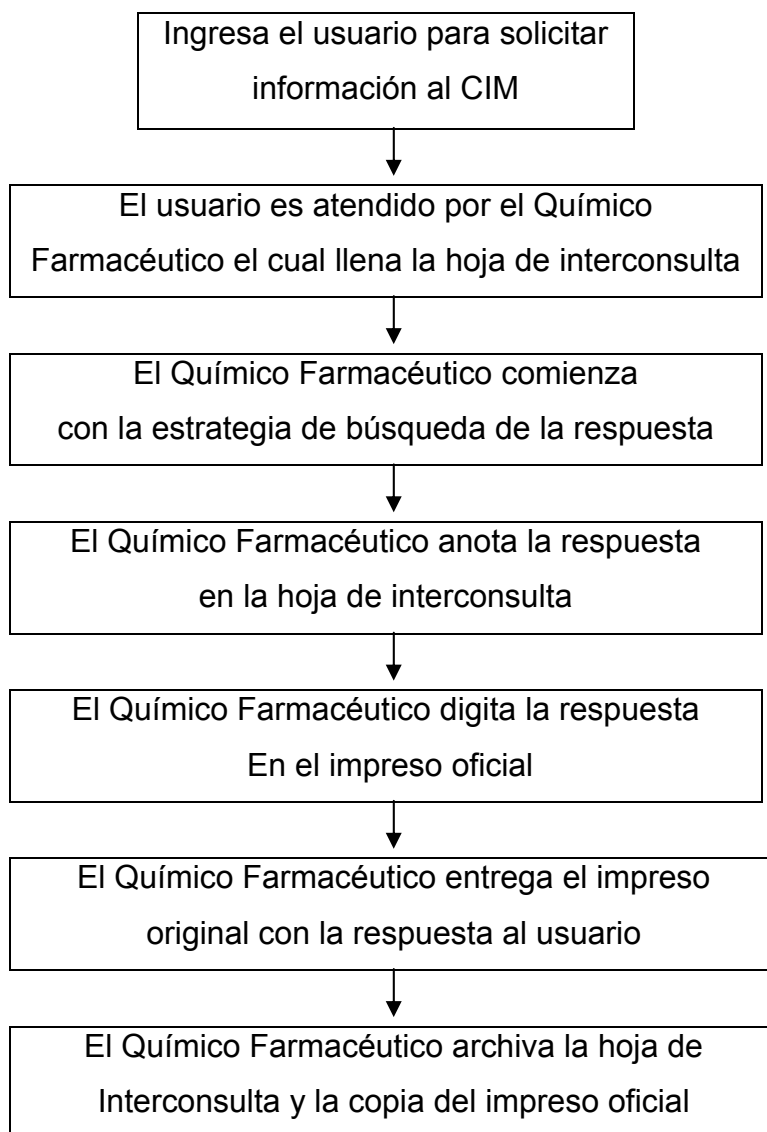 Ingresa el usuario para solicitar
información al CIM
El usuario es atendido por el Químico
Farmacéutico el cual llena la hoja de interconsulta
El Químico Farmacéutico comienza
con la estrategia de búsqueda de la respuesta
El Químico Farmacéutico anota la respuesta
en la hoja de interconsulta
El Químico Farmacéutico digita la respuesta
En el impreso oficial
El Químico Farmacéutico entrega el impreso
original con la respuesta al usuario
El Químico Farmacéutico archiva la hoja de
Interconsulta y la copia del impreso oficial